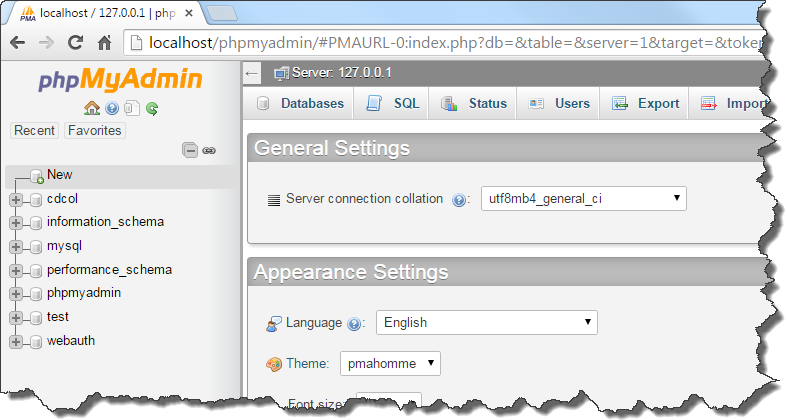 localhost / 127.0.0.1 | php
localhost/phpmyadmin/#PMAURL-0:index.php?db=&table=&server=1&target=&token
phpMyAdmin
Server: 127.0.0.1
Databases SQL Status Users Export Import
Recent Favorites
New
cdcol
information_schema
mysql
performance_schema
phpmyadmin
test
webauth
General Settings
Server connection collation ? : utf8mb4_general_ci
Appearance Settings
Language ? : English
Theme: pmahomme
Font size: